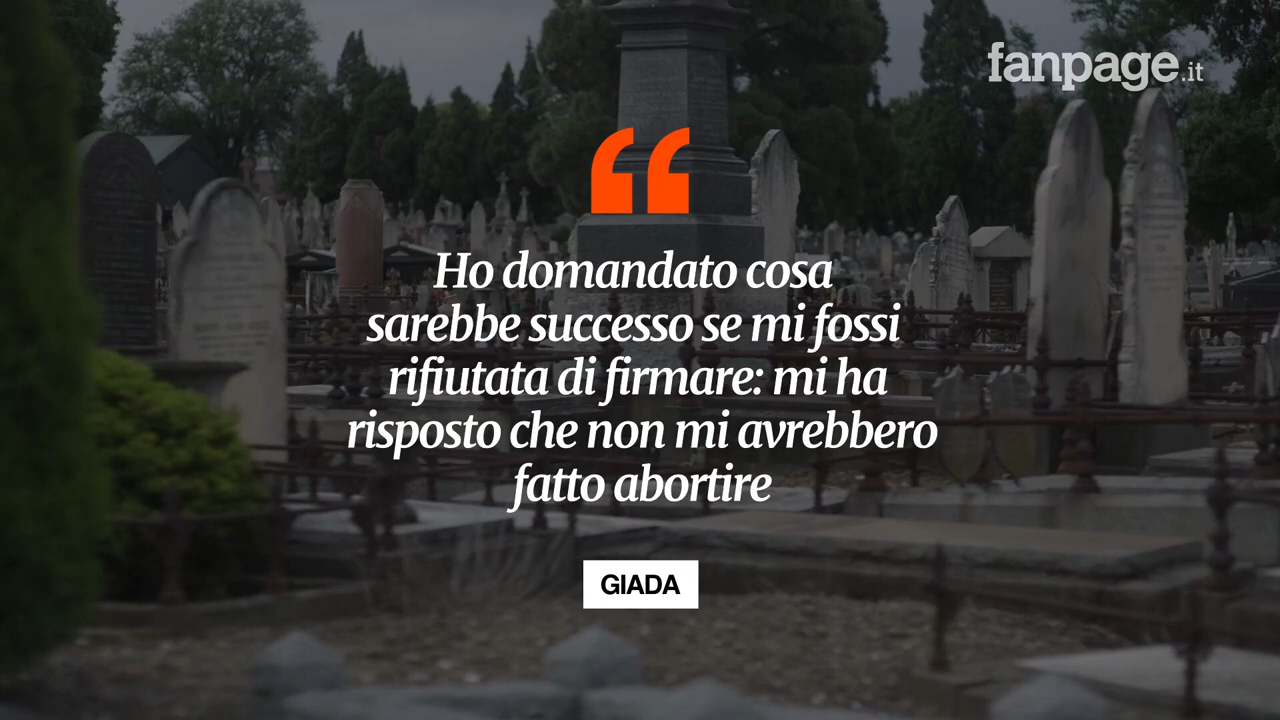 fanpage.it
Ho domandato cosa
sarebbe successo se mi fossi
rifiutata di firmare: mi ha
risposto che non mi avrebbero
fatto abortire
GIADA